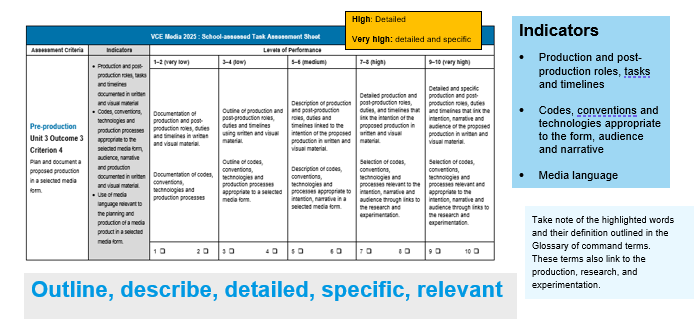 High: Detailed
Very high: detailed and specific
VCE Media 2025 : School-assessed Task Assessment Sheet
Assessment Criteria
Indicators
Levels of Performance
1–2 (very low)
3–4 (low)
5–6 (medium)
7–8 (high)
9–10 (very high)
Pre-production
Unit 3 Outcome 3
Criterion 4
Plan and document a
proposed production
in a selected media
form.
• Production and post-
production roles, tasks
and timelines
documented in written
and visual material
• Codes, conventions,
technologies and
production processes
appropriate to the
selected media form,
audience, narrative
and production
documented in written
and visual material.
• Use of media
language relevant to
the planning and
production of a media
product in a selected
media form.
Documentation of
production and post-
production roles, duties
and timelines in written
and visual material.
Documentation of codes,
conventions,
technologies and
production processes
Outline of production and
post-production roles,
duties and timelines
using written and visual
material.
Outline of codes,
conventions,
technologies and
production processes
appropriate to a selected
media form.
Description of production
and post-production
roles, duties and
timelines linked to the
intention of the proposed
production in written and
visual material.
Description of codes,
conventions,
technologies and
processes appropriate to
intention, narrative in a
selected media form.
Detailed production and
post-production roles,
duties, and timelines that
link the intention of the
proposed production in
written and visual
material.
Selection of codes,
conventions,
technologies and
processes relevant to the
intention, narrative and
audience through links to
the research and
experimentation.
Detailed and specific
production and post-
production roles, duties
and timelines that link the
intention, narrative and
audience of the proposed
production in written and
visual material.
Selection of codes,
conventions,
technologies and
processes relevant and
appropriate to the
intention, narrative and
audience through links to
the research and
experimentation.
1 ☐ 2 ☐ 3 ☐ 4 ☐ 5 ☐ 6 ☐ 7 ☐ 8 ☐ 9 ☐ 10 ☐
Indicators
• Production and post-
production roles, tasks
and timelines
• Codes, conventions and
technologies appropriate
to the form, audience
and narrative
• Media language
Take note of the highlighted words
and their definition outlined in the
Glossary of command terms.
These terms also link to the
production, research, and
experimentation.
Outline, describe, detailed, specific, relevant